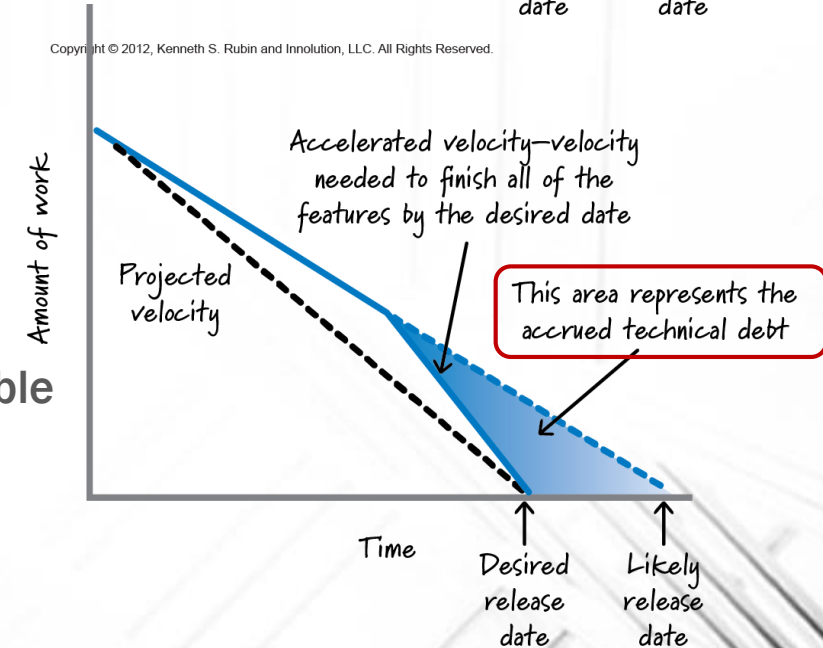 date date
Copyright © 2012, Kenneth S. Rubin and Innolution, LLC. All Rights Reserved.
Accelerated velocity—velocity
needed to finish all of the
features by the desired date
Amount of work
Projected
velocity
This area represents the
accrued technical debt
Time
Desired
release
date
Likely
release
date